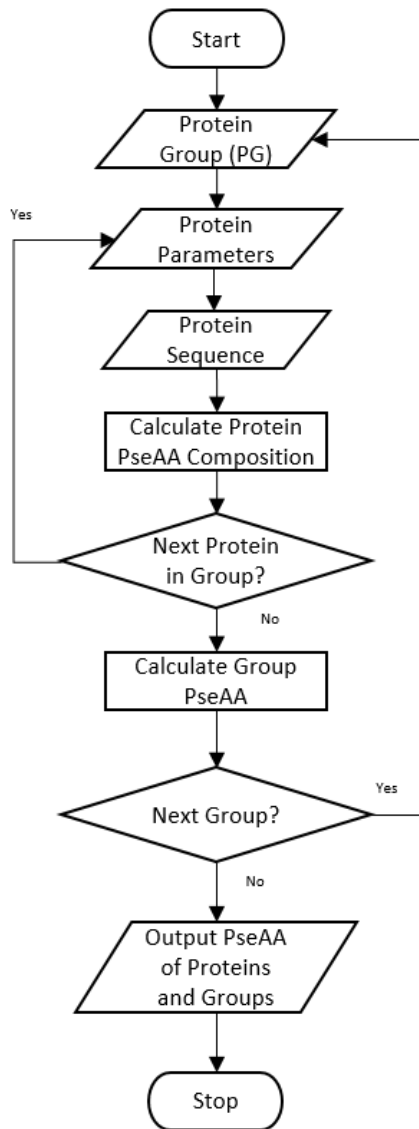 Start
Protein
Group (PG)
Yes
Protein
Parameters
Protein
Sequence
Calculate Protein
PseAA Composition
Next Protein
in Group?
No
Calculate Group
PseAA
Next Group?
Yes
No
Output PseAA
of Proteins
and Groups
Stop